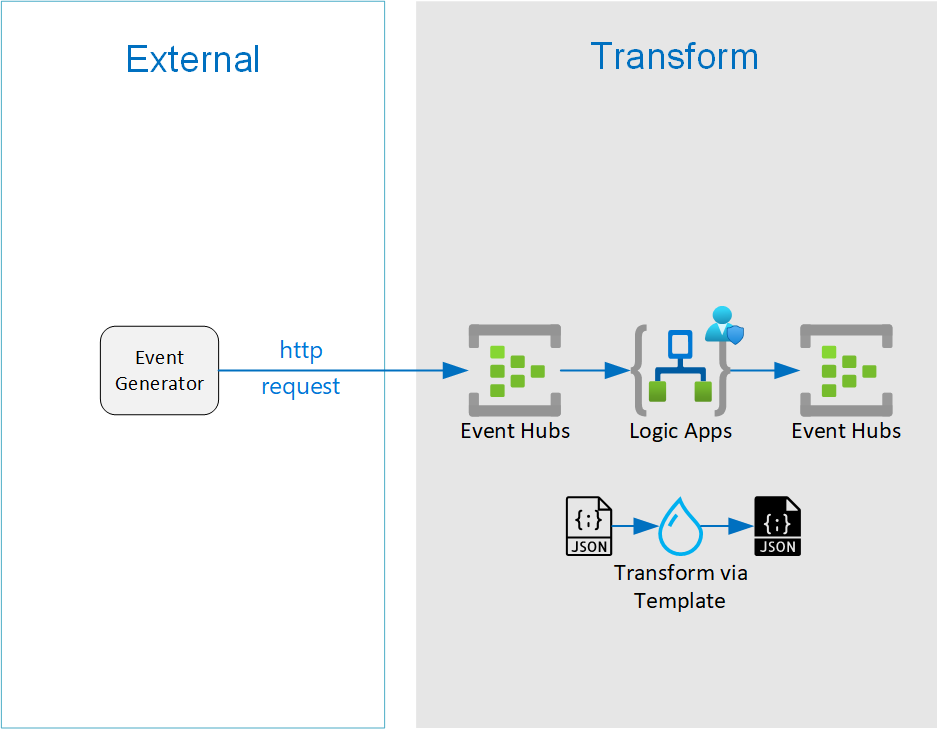 External
Transform
Event
Generator
http
request
Event Hubs
Logic Apps
Event Hubs
{;}
JSON
{;}
JSON
Transform via
Template